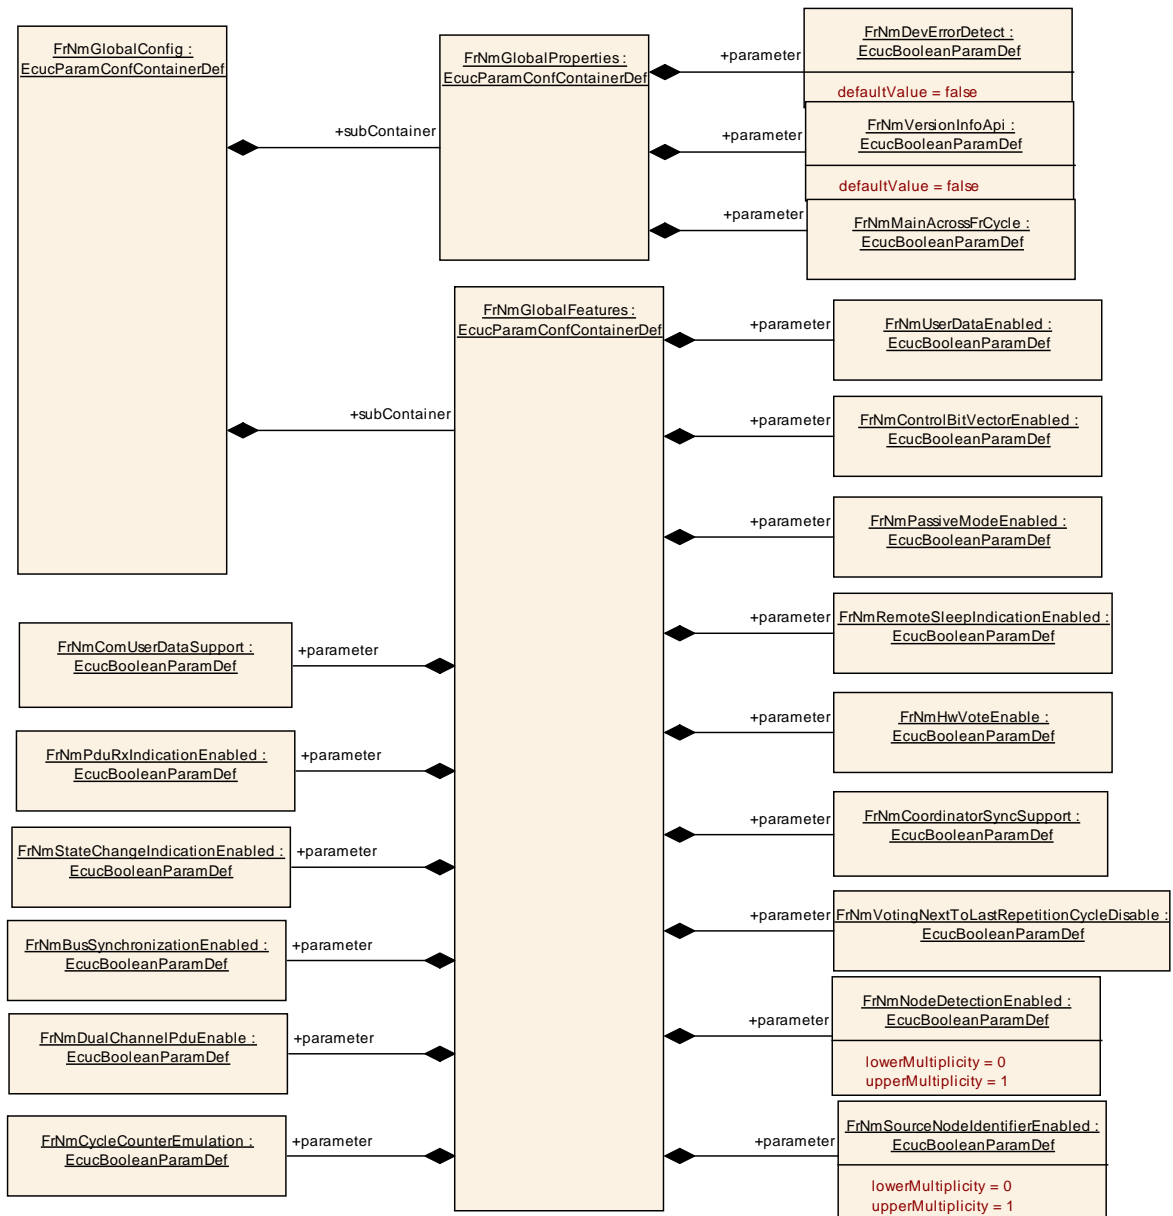 FrNmGlobalConfig :
EcucParamConfContainerDef
+subContainer
+subContainer
FrNmGlobalProperties :
EcucParamConfContainerDef
+parameter
FrNmDevErrorDetect :
EcucBooleanParamDef
defaultValue = false
+parameter
FrNmVersionInfoApi :
EcucBooleanParamDef
defaultValue = false
+parameter
FrNmMainAcrossFrCycle :
EcucBooleanParamDef
FrNmGlobalFeatures :
EcucParamConfContainerDef
+parameter
FrNmUserDataEnabled :
EcucBooleanParamDef
+parameter
FrNmControlBitVectorEnabled :
EcucBooleanParamDef
+parameter
FrNmPassiveModeEnabled :
EcucBooleanParamDef
+parameter
FrNmRemoteSleepIndicationEnabled :
EcucBooleanParamDef
+parameter
FrNmHwVoteEnable :
EcucBooleanParamDef
+parameter
FrNmCoordinatorSyncSupport :
EcucBooleanParamDef
+parameter
FrNmVotingNextToLastRepetitionCycleDisable :
EcucBooleanParamDef
+parameter
FrNmNodeDetectionEnabled :
EcucBooleanParamDef
lowerMultiplicity = 0
upperMultiplicity = 1
+parameter
FrNmSourceNodeIdentifierEnabled :
EcucBooleanParamDef
lowerMultiplicity = 0
upperMultiplicity = 1
FrNmComUserDataSupport :
EcucBooleanParamDef
+parameter
FrNmPduRxIndicationEnabled :
EcucBooleanParamDef
+parameter
FrNmStateChangeIndicationEnabled :
EcucBooleanParamDef
+parameter
FrNmBusSynchronizationEnabled :
EcucBooleanParamDef
+parameter
FrNmDualChannelPduEnable :
EcucBooleanParamDef
+parameter
FrNmCycleCounterEmulation :
EcucBooleanParamDef
+parameter